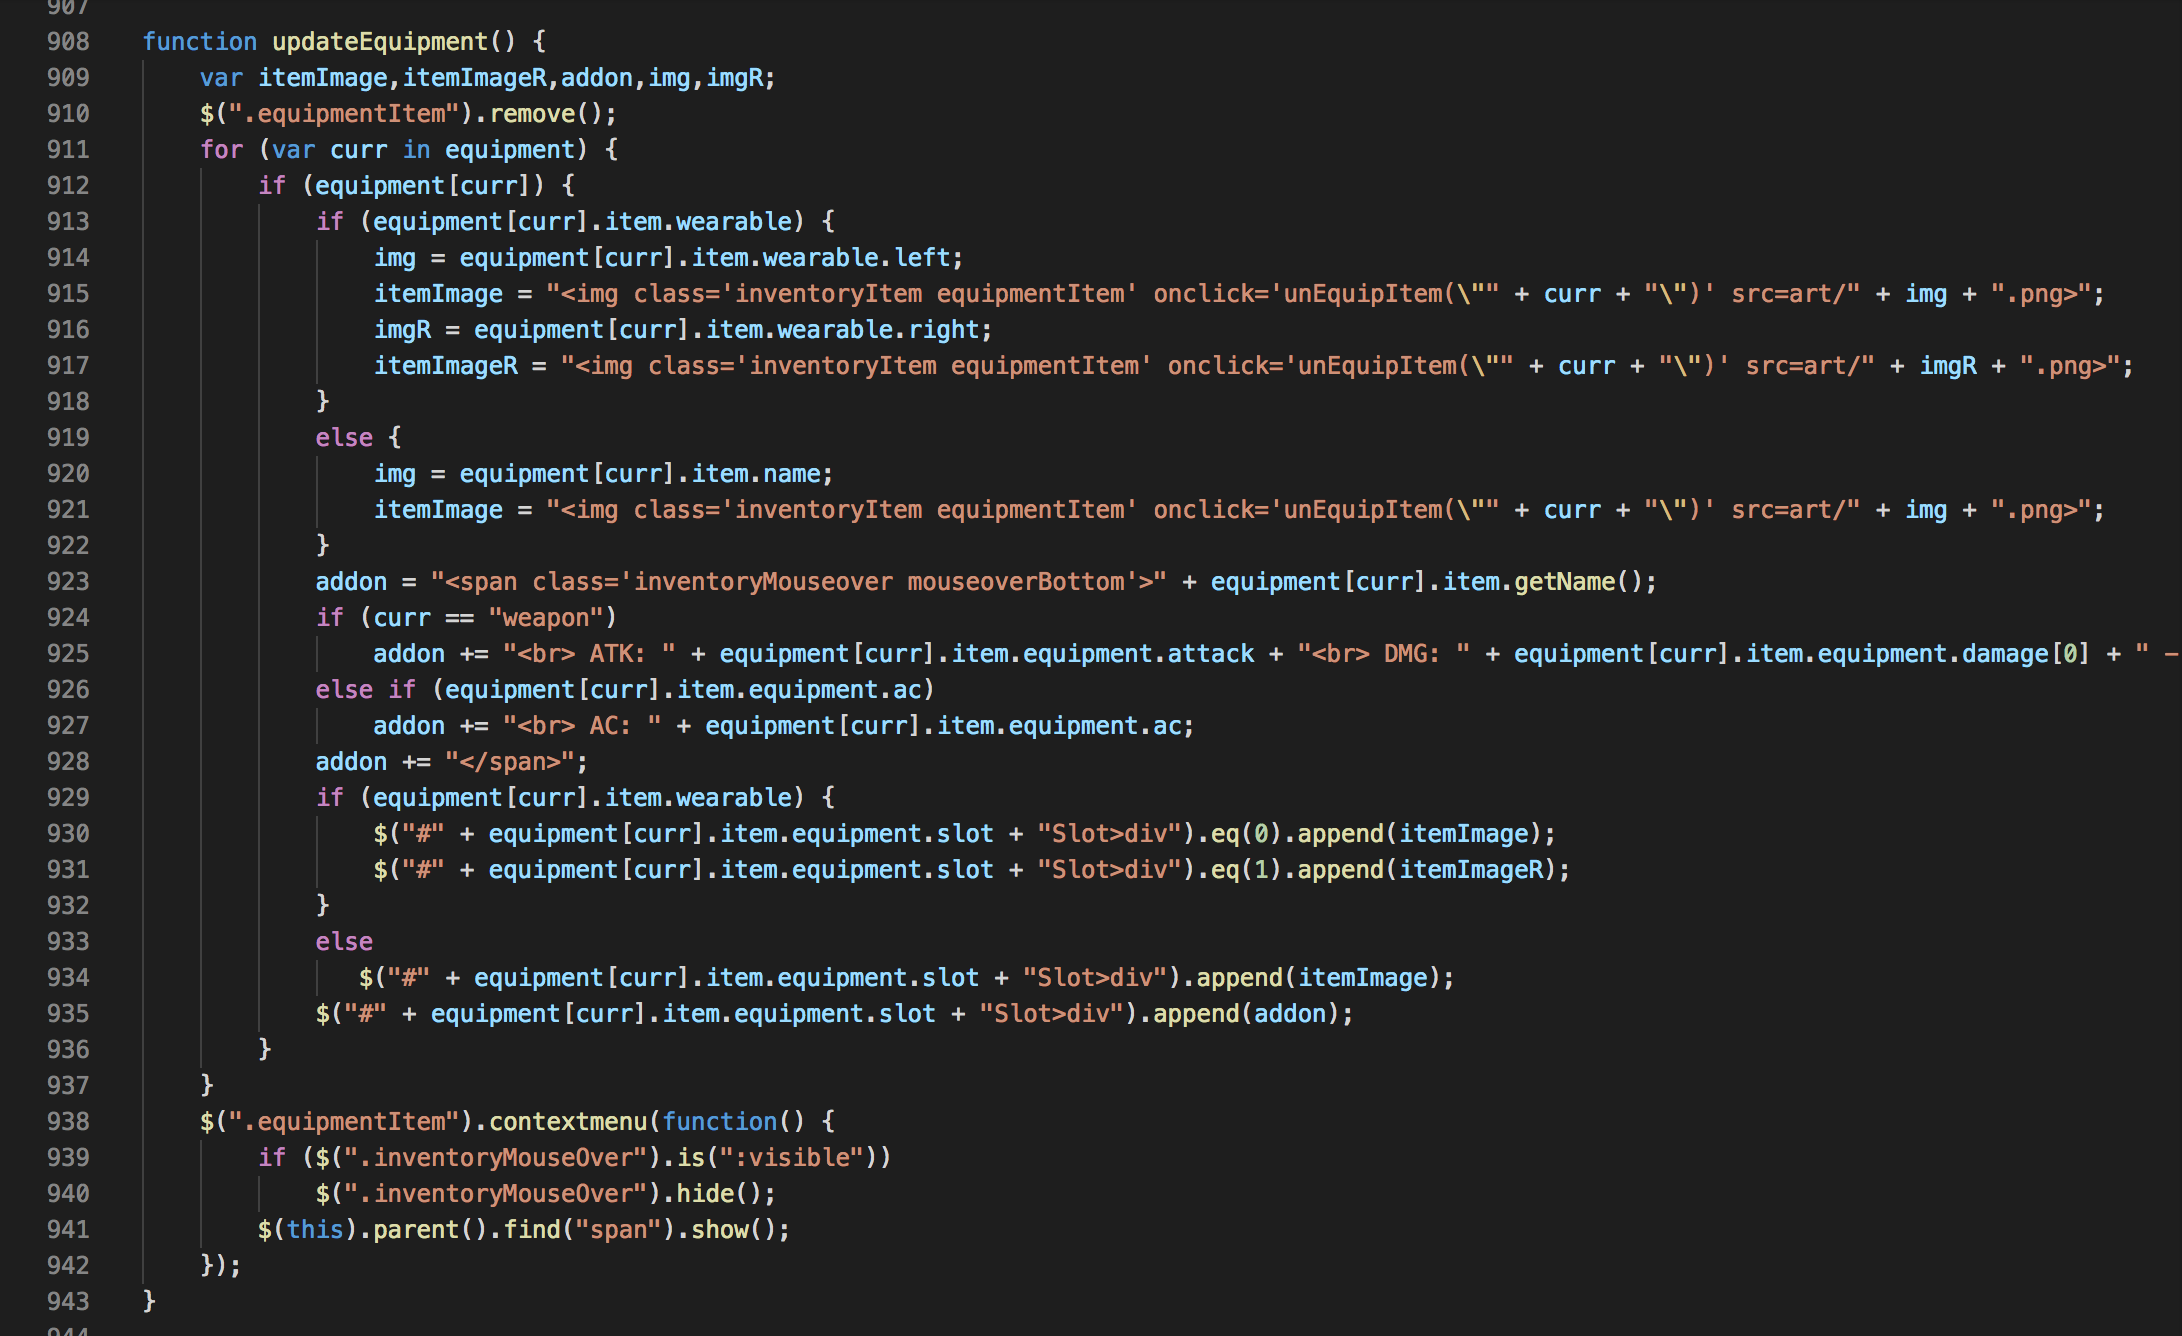 907
908 function updateEquipment() {
909     var itemImage,itemImageR,addon,img,imgR;
910     $(".equipmentItem").remove();
911     for (var curr in equipment) {
912         if (equipment[curr]) {
913             if (equipment[curr].item.wearable) {
914                 img = equipment[curr].item.wearable.left;
915                 itemImage = "<img class='inventoryItem equipmentItem' onclick='unEquipItem(\"" + curr + "\")' src=art/" + img + ".png>";
916                 imgR = equipment[curr].item.wearable.right;
917                 itemImageR = "<img class='inventoryItem equipmentItem' onclick='unEquipItem(\"" + curr + "\")' src=art/" + imgR + ".png>";
918             }
919             else {
920                 img = equipment[curr].item.name;
921                 itemImage = "<img class='inventoryItem equipmentItem' onclick='unEquipItem(\"" + curr + "\")' src=art/" + img + ".png>";
922             }
923             addon = "<span class='inventoryMouseover mouseoverBottom'>" + equipment[curr].item.getName();
924             if (curr == "weapon")
925                 addon += "<br> ATK: " + equipment[curr].item.equipment.attack + "<br> DMG: " + equipment[curr].item.equipment.damage[0] + " -
926             else if (equipment[curr].item.equipment.ac)
927                 addon += "<br> AC: " + equipment[curr].item.equipment.ac;
928             addon += "</span>";
929             if (equipment[curr].item.wearable) {
930                 $("#" + equipment[curr].item.equipment.slot + "Slot>div").eq(0).append(itemImage);
931                 $("#" + equipment[curr].item.equipment.slot + "Slot>div").eq(1).append(itemImageR);
932             }
933             else
934                $("#" + equipment[curr].item.equipment.slot + "Slot>div").append(itemImage);
935             $("#" + equipment[curr].item.equipment.slot + "Slot>div").append(addon);
936         }
937     }
938     $(".equipmentItem").contextmenu(function() {
939         if ($(".inventoryMouseOver").is(":visible"))
940             $(".inventoryMouseOver").hide();
941         $(this).parent().find("span").show();
942     });
943 }
944